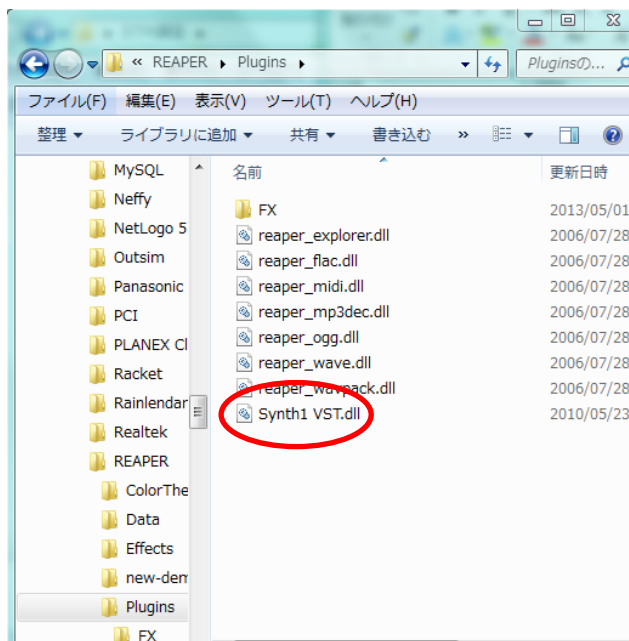 « REAPER ▸ Plugins ▸
Pluginsの...
ファイル(F) 編集(E) 表示(V) ツール(T) ヘルプ(H)
整理 ▼ ライブラリに追加 ▼ 共有 ▼ 書き込む »
名前 更新日時
MySQL
Neffy
NetLogo 5
Outsim
Panasonic
PCI
PLANEX Cl
Racket
Rainlendar
Realtek
REAPER
ColorThe
Data
Effects
new-dem
Plugins
FX
FX 2013/05/01
reaper_explorer.dll 2006/07/28
reaper_flac.dll 2006/07/28
reaper_midi.dll 2006/07/28
reaper_mp3dec.dll 2006/07/28
reaper_ogg.dll 2006/07/28
reaper_wave.dll 2006/07/28
reaper_wavpack.dll 2006/07/28
Synth1 VST.dll 2010/05/23